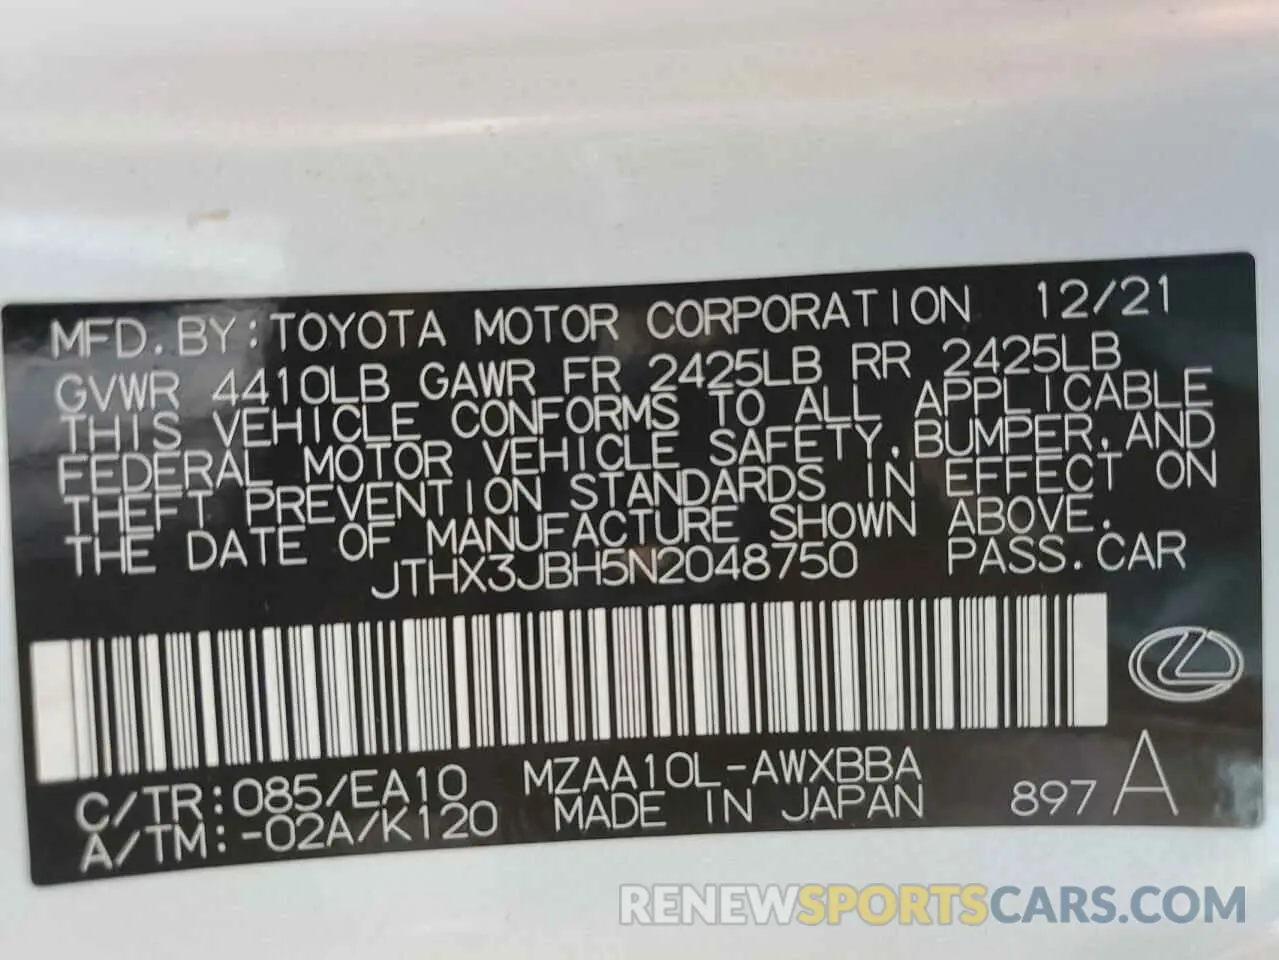 MFD. BY: TOYOTA MOTOR CORPORATION 12/21
GVWR 4410LB GAWR FR 2425LB RR 2425LB
THIS VEHICLE CONFORMS TO ALL APPLICABLE
FEDERAL MOTOR VEHICLE SAFETY, BUMPER, AND
THEFT PREVENTION STANDARDS IN EFFECT ON
THE DATE OF MANUFACTURE SHOWN ABOVE.
JTHX3JBH5N2048750 PASS. CAR
C/TR: 085/EA10 MZAA10L-AWXBBA
A/TM: -02A/K120 MADE IN JAPAN 897 A
RENEWSPORTSCARS.COM